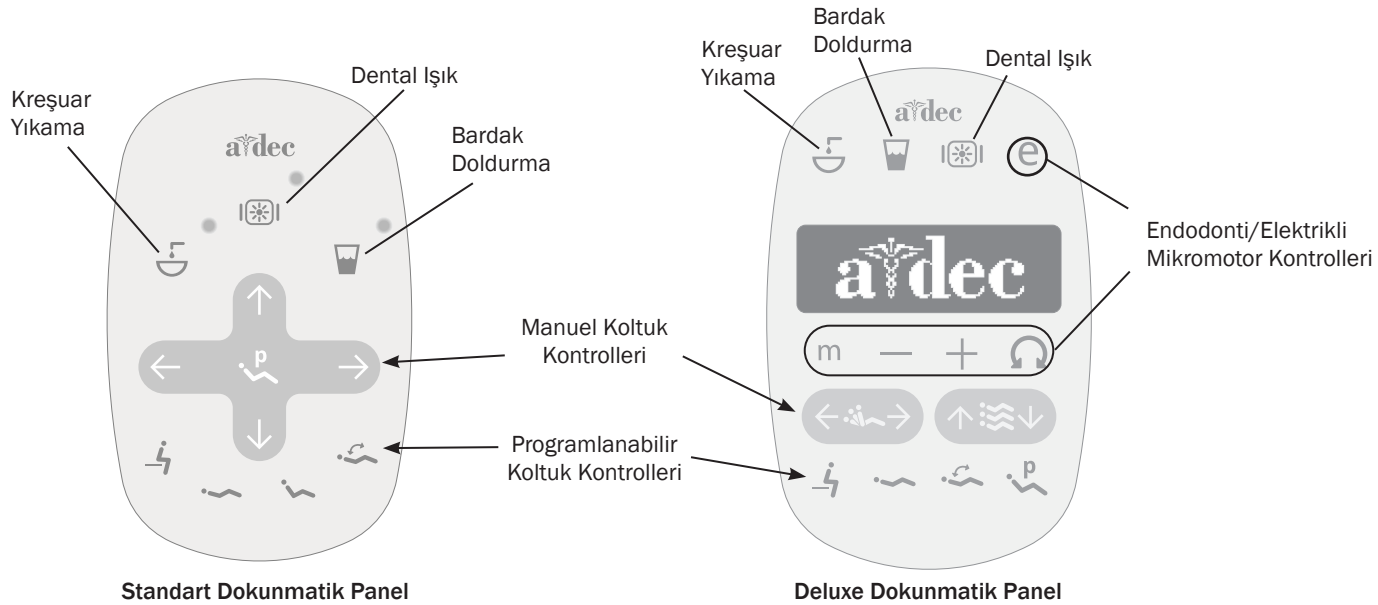 Kreşuar
Yıkama
Dental Işık
Bardak
Doldurma
a dec
p
Standart Dokunmatik Panel
Manuel Koltuk
Kontrolleri
Programlanabilir
Koltuk Kontrolleri
Kreşuar
Yıkama
Bardak
Doldurma
Dental Işık
a dec
e
a dec
Endodonti/Elektrikli
Mikromotor Kontrolleri
m − +
p
Deluxe Dokunmatik Panel